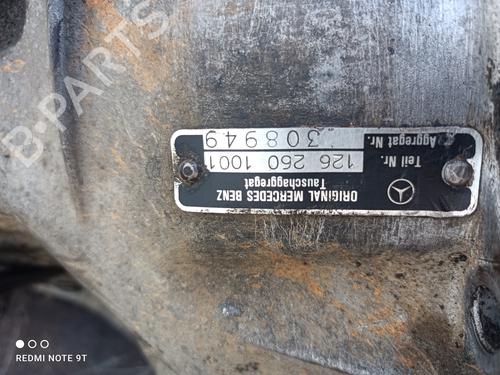 ORIGINAL MERCEDES BENZ
Tauschaggregat
Teil Nr. 126 260 1001
Aggregat Nr. 308949
B-PARTS
REDMI NOTE 9T